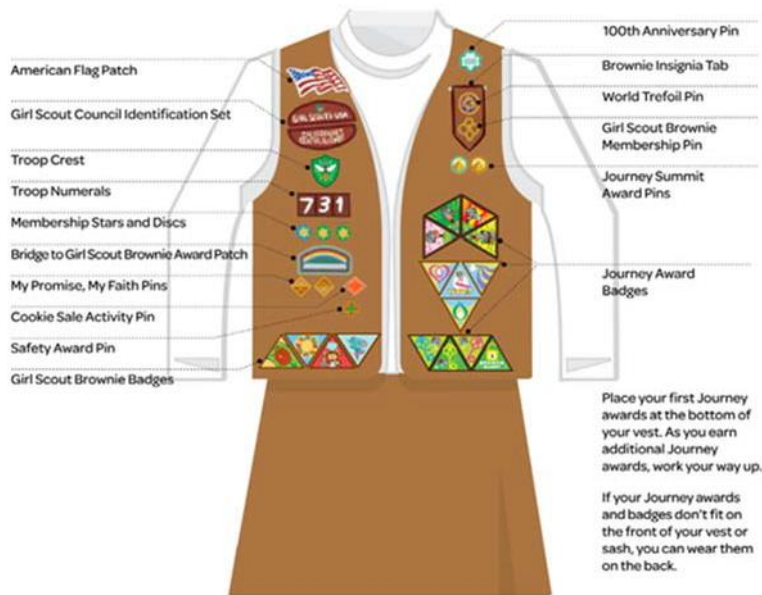 American Flag Patch
Girl Scout Council Identification Set
Troop Crest
Troop Numerals
Membership Stars and Discs
Bridge to Girl Scout Brownie Award Patch
My Promise, My Faith Pins
Cookie Sale Activity Pin
Safety Award Pin
Girl Scout Brownie Badges
GIRL SCOUTS USA
731
100th Anniversary Pin
Brownie Insignia Tab
World Trefoil Pin
Girl Scout Brownie
Membership Pin
Journey Summit
Award Pins
Journey Award
Badges
Place your first Journey
awards at the bottom of
your vest. As you earn
additional Journey
awards, work your way up.
If your Journey awards
and badges don't fit on
the front of your vest or
sash, you can wear them
on the back.